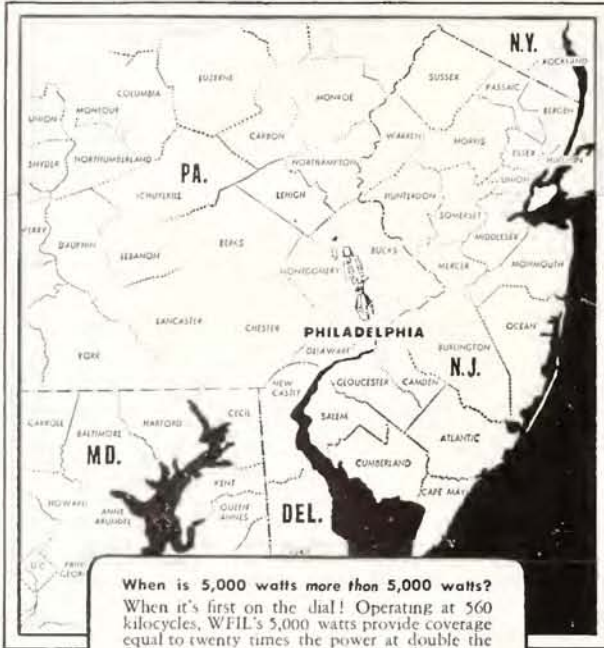 N.Y.
ROCKLAND
SUSSEX
PASSAIC
BERGEN
LUZERNE
COLUMBIA
MONTOUR
UNION
MONROE
CARBON
WARREN
MORRIS
ESSEX
HUDSON
UNION
SNYDER
NORTHUMBERLAND
NORTHAMPTON
PA.
LEHIGH
SCHUYLKILL
HUNTERDON
SOMERSET
MIDDLESEX
PERRY
DAUPHIN
LEBANON
BERKS
BUCKS
MONTGOMERY
MERCER
MONMOUTH
LANCASTER
CHESTER
PHILADELPHIA
OCEAN
YORK
DELAWARE
BURLINGTON
N.J.
NEW CASTLE
GLOUCESTER
CAMDEN
CARROLL
BALTIMORE
HARFORD
CECIL
SALEM
ATLANTIC
MD.
CUMBERLAND
KENT
HOWARD
ANNE ARUNDEL
QUEEN ANNES
DEL.
CAPE MAY
D.C.
When is 5,000 watts more than 5,000 watts?
When it's first on the dial! Operating at 560
kilocycles, WFIL's 5,000 watts provide coverage
equal to twenty times the power at double the